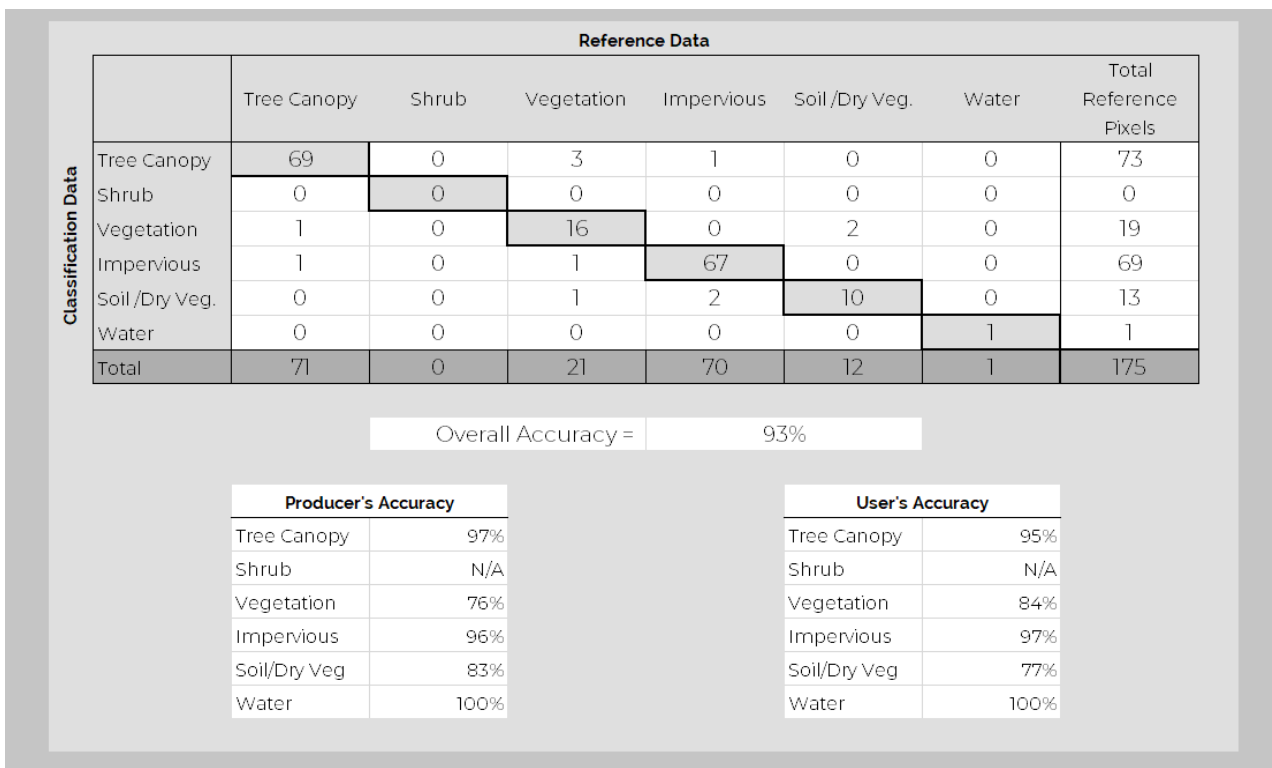 Reference Data
Tree Canopy Shrub Vegetation Impervious Soil /Dry Veg. Water Total Reference Pixels
Classification Data
Tree Canopy 69 0 3 1 0 0 73
Shrub 0 0 0 0 0 0 0
Vegetation 1 0 16 0 2 0 19
Impervious 1 0 1 67 0 0 69
Soil /Dry Veg. 0 0 1 2 10 0 13
Water 0 0 0 0 0 1 1
Total 71 0 21 70 12 1 175
Overall Accuracy = 93%
Producer's Accuracy
Tree Canopy 97%
Shrub N/A
Vegetation 76%
Impervious 96%
Soil/Dry Veg 83%
Water 100%
User's Accuracy
Tree Canopy 95%
Shrub N/A
Vegetation 84%
Impervious 97%
Soil/Dry Veg 77%
Water 100%